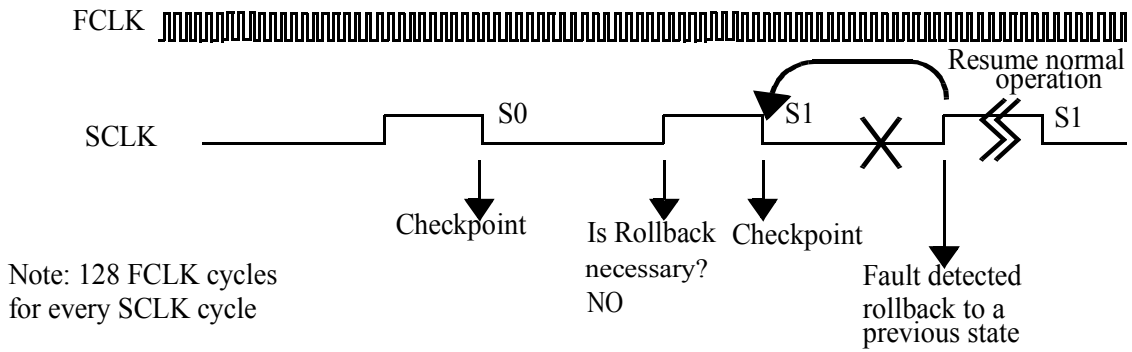 FCLK
Resume normal
operation
SCLK
S0
S1
S1
Checkpoint
Is Rollback
necessary?
NO
Checkpoint
Fault detected
rollback to a
previous state
Note: 128 FCLK cycles
for every SCLK cycle